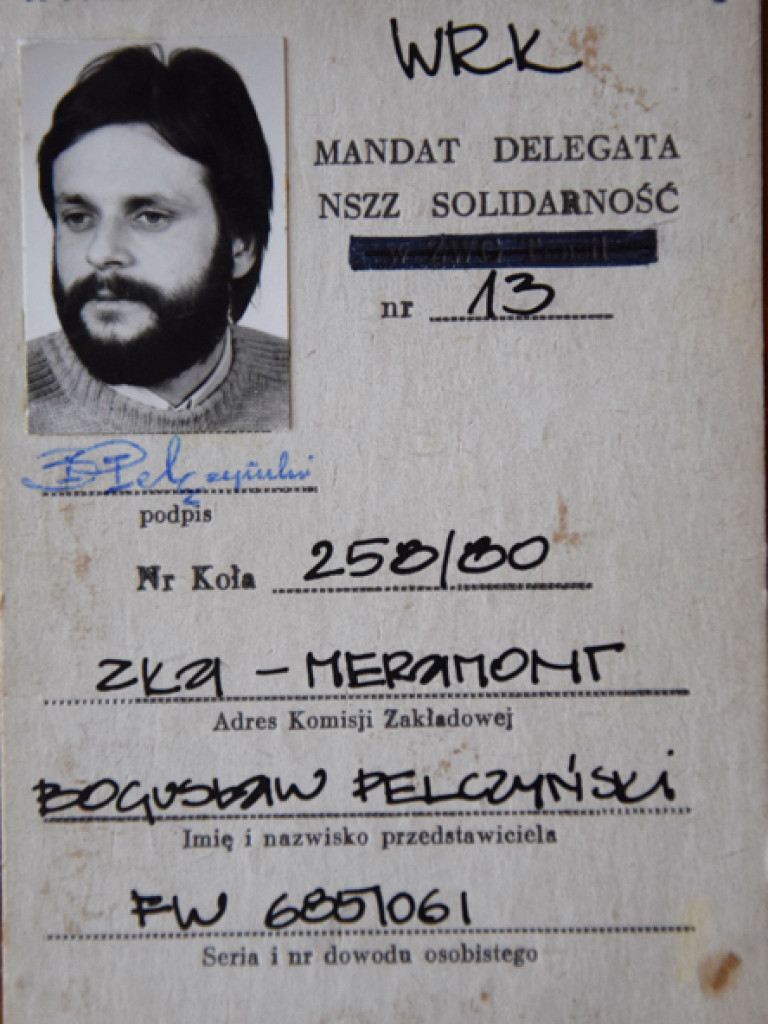 WRK
MANDAT DELEGATA
NSZZ SOLIDARNOŚĆ
nr 13
BPelczyński
podpis
Nr Koła 258/80
ZKA - MERAMONT
Adres Komisji Zakładowej
BOGUSŁAW PELCZYŃSKI
Imię i nazwisko przedstawiciela
FW 6851061
Seria i nr dowodu osobistego